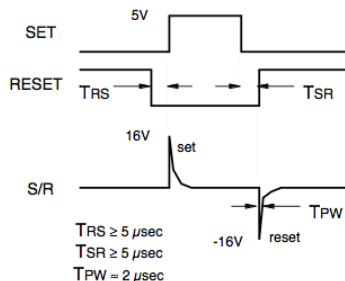 5V
SET
RESET
TRS
TSR
16V
set
S/R
TPW
-16V
reset
TRS ≥ 5 µsec
TSR ≥ 5 µsec
TPW ≈ 2 µsec